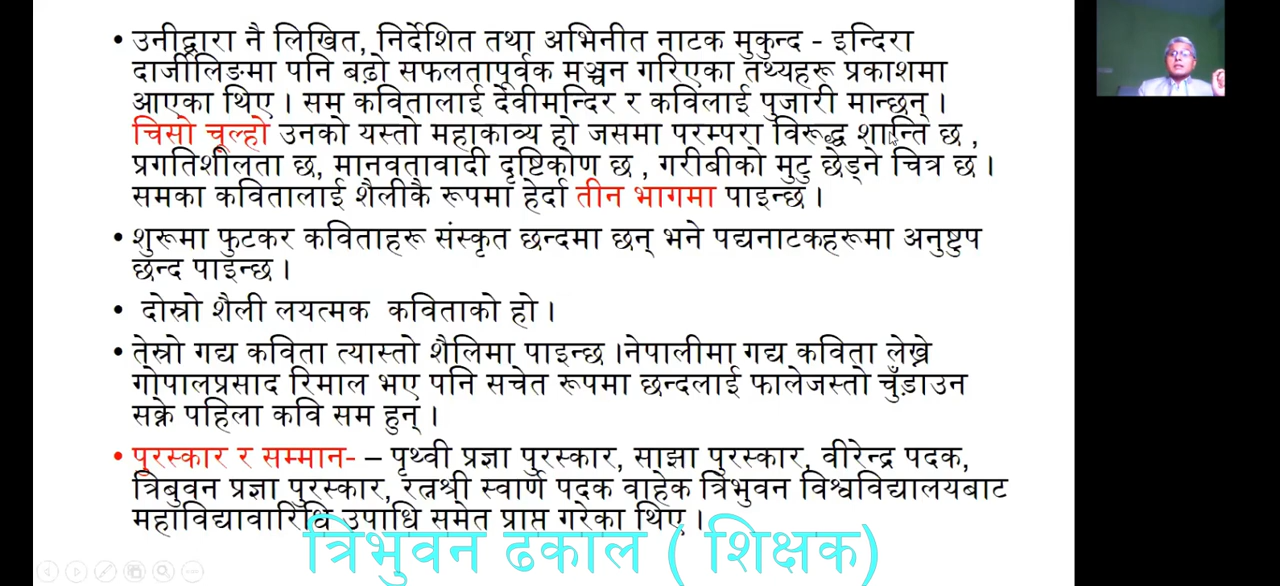 • उनीद्वारा नै लिखित, निर्देशित तथा अभिनीत नाटक मुकुन्द - इन्दिरा
दार्जीलिङमा पनि बढ़ो सफलतापूर्वक मञ्चन गरिएका तथ्यहरू प्रकाशमा
आएका थिए । सम कवितालाई देवीमन्दिर र कविलाई पुजारी मान्छन् ।
चिसो चूल्हो उनको यस्तो महाकाव्य हो जसमा परम्परा विरूद्ध शान्ति छ ,
प्रगतिशीलता छ, मानवतावादी दृष्टिकोण छ , गरीबीको मुटु छेड्ने चित्र छ ।
समका कवितालाई शैलीकै रूपमा हेर्दा तीन भागमा पाइन्छ ।
• शुरूमा फुटकर कविताहरू संस्कृत छन्दमा छन् भने पद्यनाटकहरूमा अनुष्टुप
छन्द पाइन्छ ।
• दोस्रो शैली लयत्मक कविताको हो ।
• तेस्रो गद्य कविता त्यास्तो शैलिमा पाइन्छ ।नेपालीमा गद्य कविता लेख्ने
गोपालप्रसाद रिमाल भए पनि सचेत रूपमा छन्दलाई फालेजस्तो चुँड़ाउन
सक्ने पहिला कवि सम हुन् ।
• पुरस्कार र सम्मान- – पृथ्वी प्रज्ञा पुरस्कार, साझा पुरस्कार, वीरेन्द्र पदक,
त्रिबुवन प्रज्ञा पुरस्कार, रत्नश्री स्वार्ण पदक वाहेक त्रिभुवन विश्वविद्यालयबाट
महाविद्यावारिधि उपाधि समेत प्राप्त गरेका थिए ।
त्रिभुवन ढकाल ( शिक्षक)